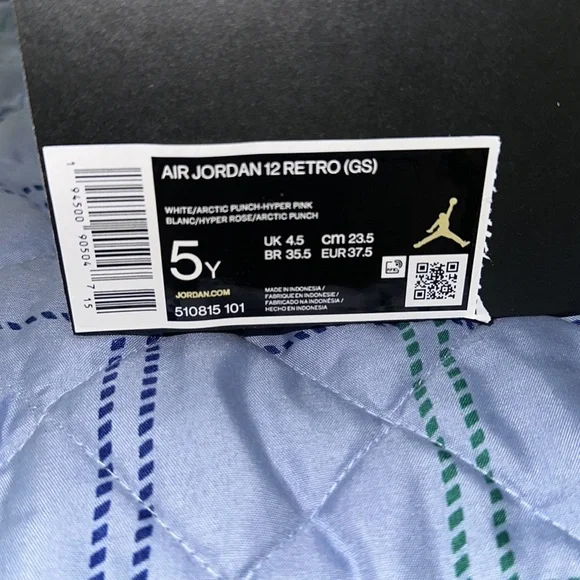 1 94500 90504 7 15
AIR JORDAN 12 RETRO (GS)
WHITE/ARCTIC PUNCH-HYPER PINK
BLANC/HYPER ROSE/ARCTIC PUNCH
5Y
UK 4.5 cm 23.5
BR 35.5 EUR 37.5
JORDAN.COM
510815 101
MADE IN INDONESIA /
FABRIQUE EN INDONÉSIE /
FABRICADO NA INDONÉSIA /
HECHO EN INDONESIA